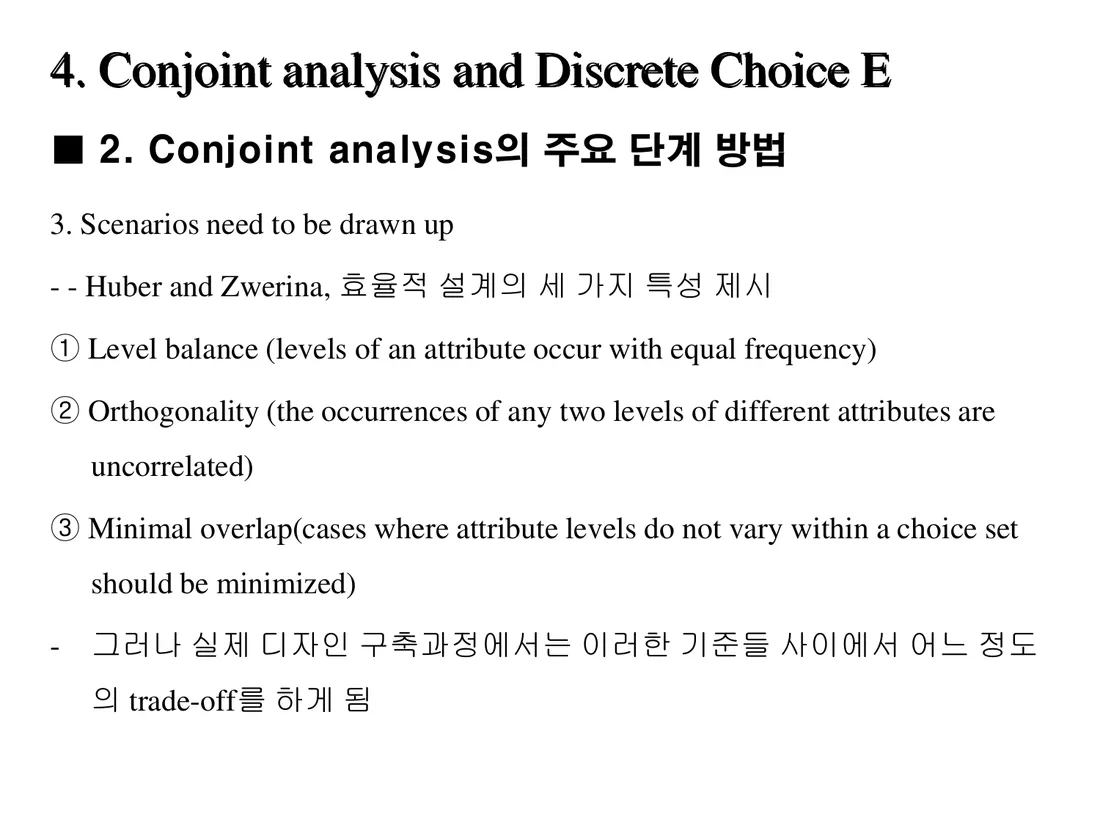 4. Conjoint analysis and Discrete Choice E
■ 2. Conjoint analysis의 주요 단계 방법
3. Scenarios need to be drawn up
- - Huber and Zwerina, 효율적 설계의 세 가지 특성 제시
① Level balance (levels of an attribute occur with equal frequency)
② Orthogonality (the occurrences of any two levels of different attributes are
uncorrelated)
③ Minimal overlap(cases where attribute levels do not vary within a choice set
should be minimized)
- 그러나 실제 디자인 구축과정에서는 이러한 기준들 사이에서 어느 정도
의 trade-off를 하게 됨